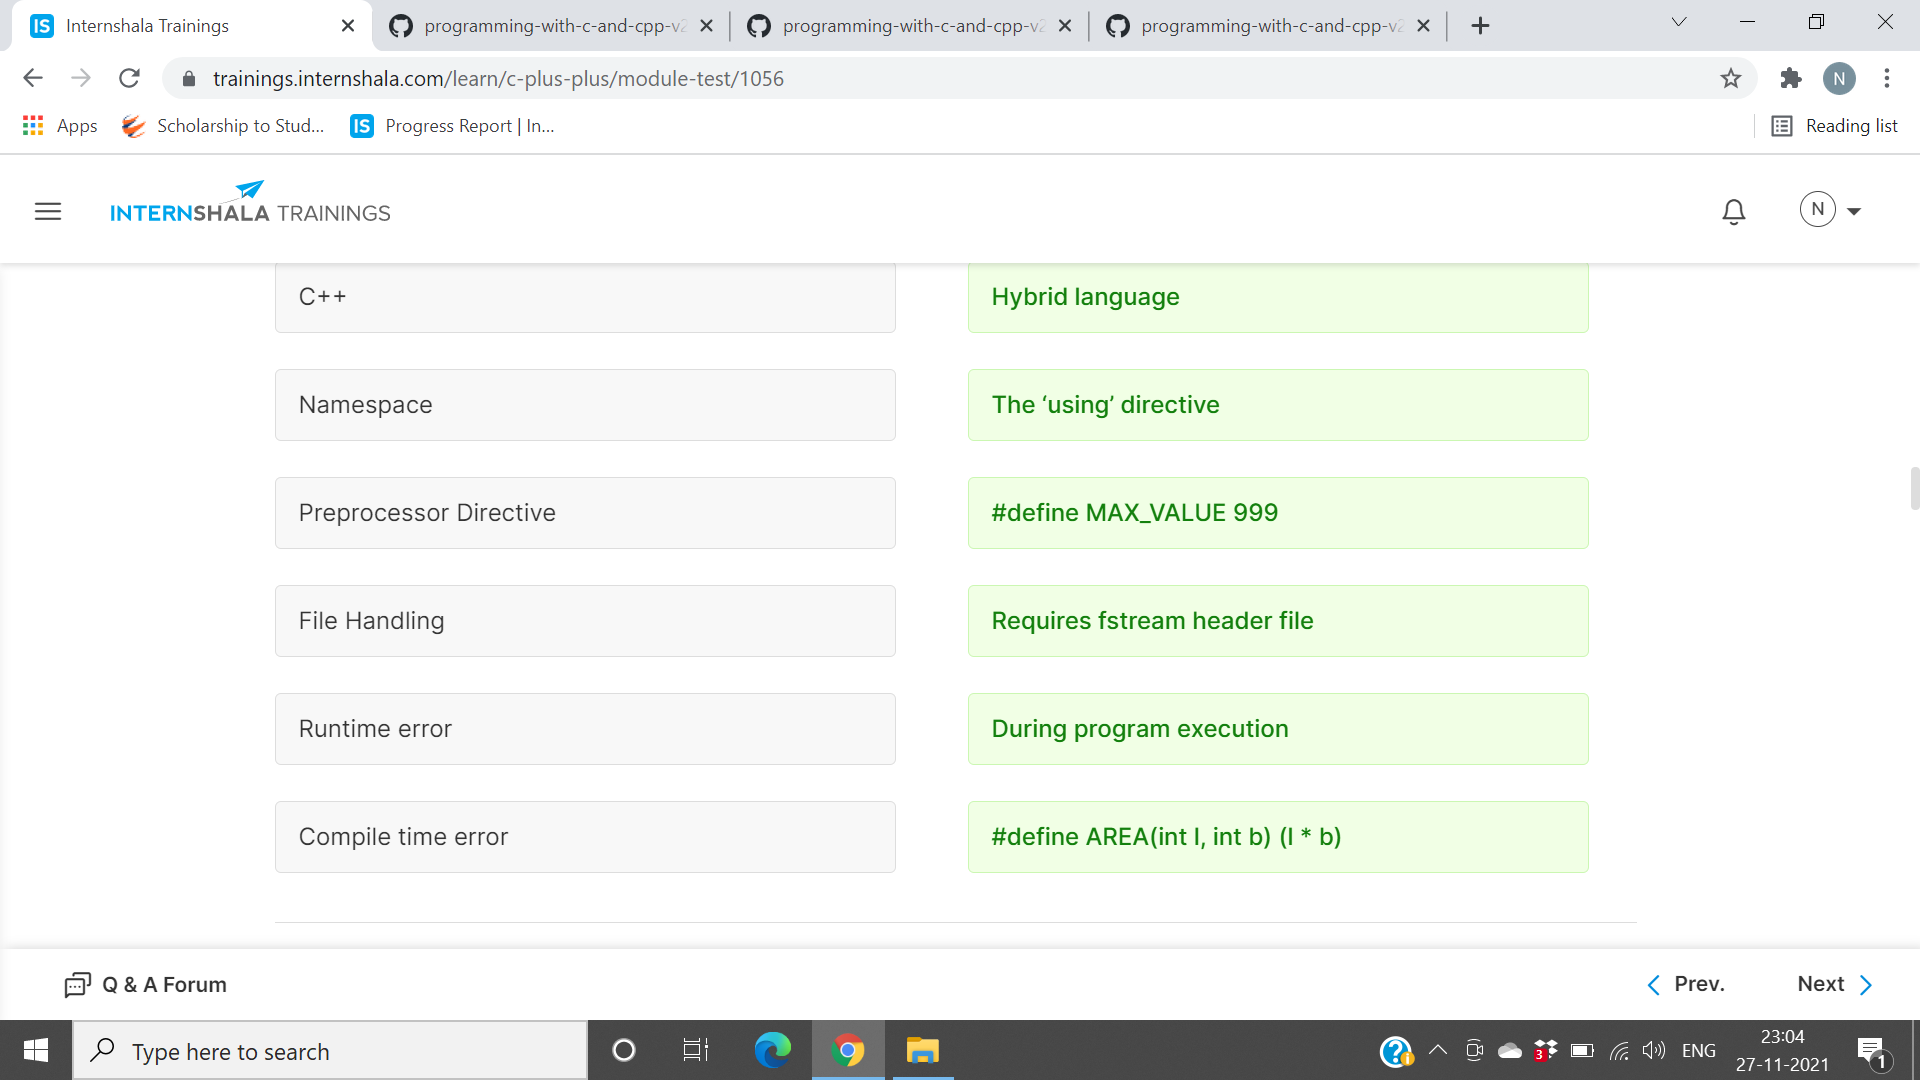 IS Internshala Trainings
programming-with-c-and-cpp-v2
programming-with-c-and-cpp-v2
programming-with-c-and-cpp-v2
trainings.internshala.com/learn/c-plus-plus/module-test/1056
N
Apps
Scholarship to Stud...
IS Progress Report | In...
Reading list
INTERNSHALA TRAININGS
N
C++
Hybrid language
Namespace
The ‘using’ directive
Preprocessor Directive
#define MAX_VALUE 999
File Handling
Requires fstream header file
Runtime error
During program execution
Compile time error
#define AREA(int l, int b) (l * b)
Q & A Forum
Prev.
Next
Type here to search
3
ENG
23:04
27-11-2021
1